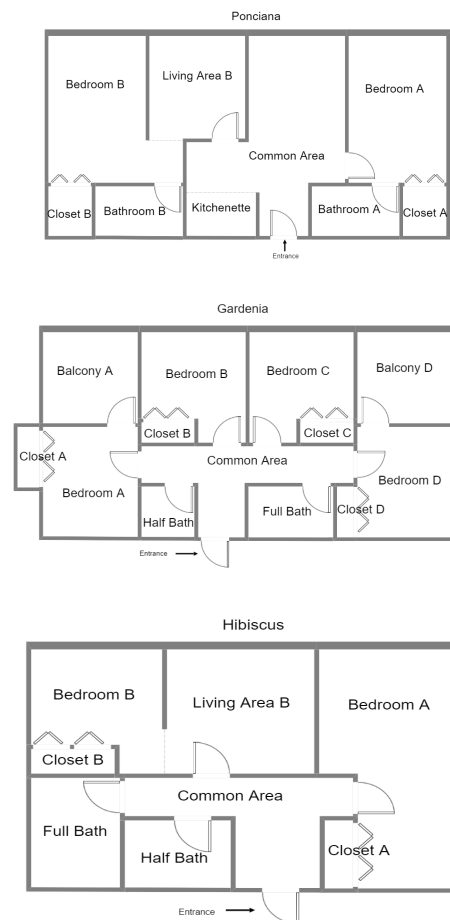 Ponciana
Bedroom B
Living Area B
Bedroom A
Common Area
Closet B
Bathroom B
Kitchenette
Bathroom A
Closet A
Entrance
Gardenia
Balcony A
Bedroom B
Bedroom C
Balcony D
Closet B
Closet C
Closet A
Common Area
Bedroom A
Bedroom D
Half Bath
Full Bath
Closet D
Entrance
Hibiscus
Bedroom B
Living Area B
Bedroom A
Closet B
Common Area
Full Bath
Half Bath
Closet A
Entrance